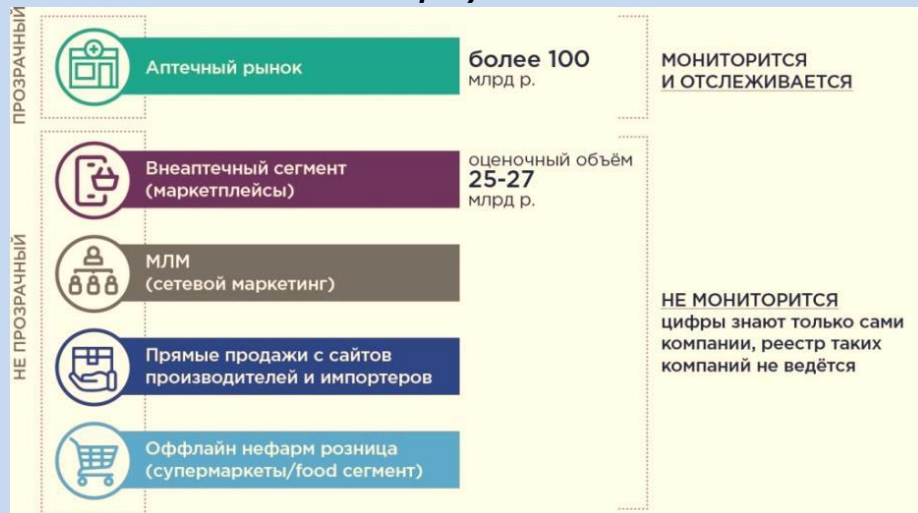 ПРОЗРАЧНЫЙ
Аптечный рынок
более 100
млрд р.
МОНИТОРИТСЯ
И ОТСЛЕЖИВАЕТСЯ
НЕ ПРОЗРАЧНЫЙ
Внеаптечный сегмент
(маркетплейсы)
оценочный объём
25-27
млрд р.
МЛМ
(сетевой маркетинг)
Прямые продажи с сайтов
производителей и импортеров
Оффлайн нефарм розница
(супермаркеты/food сегмент)
НЕ МОНИТОРИТСЯ
цифры знают только сами
компании, реестр таких
компаний не ведётся